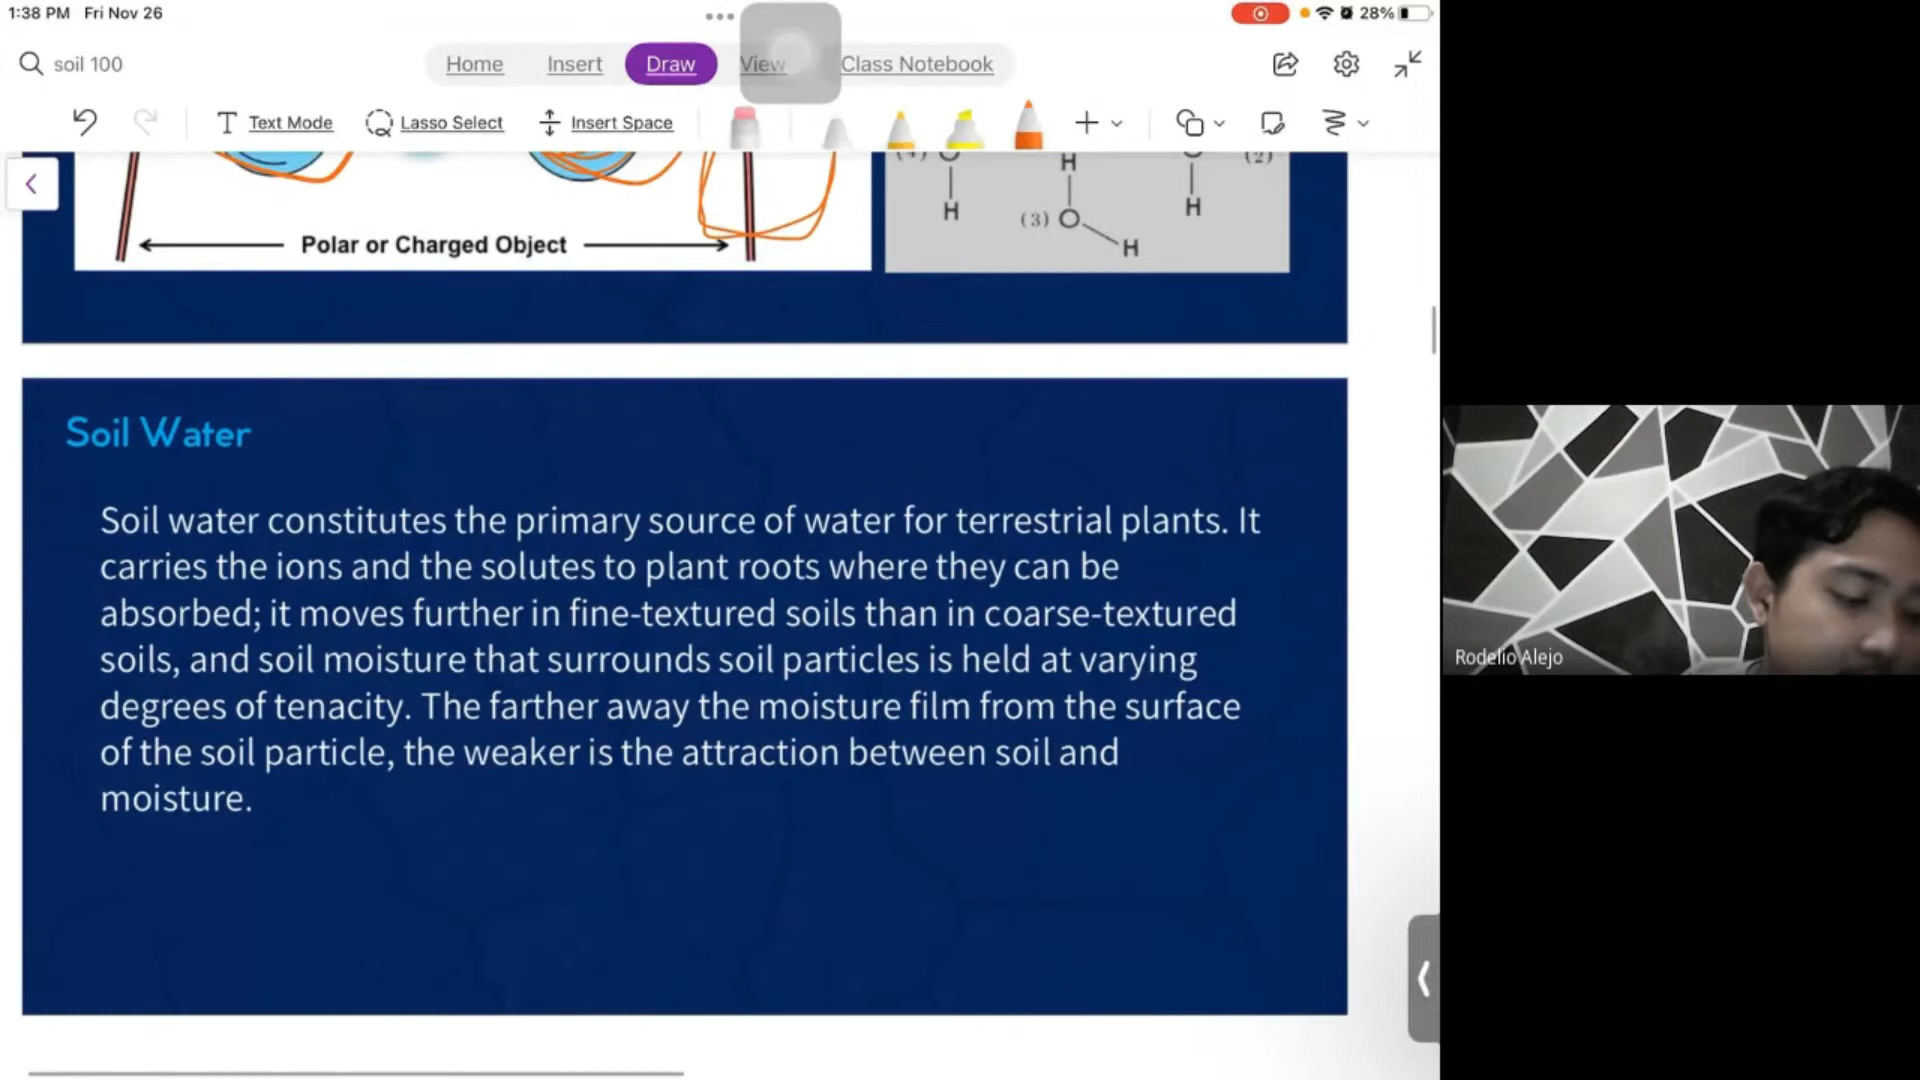 1:38 PM Fri Nov 26
28%
soil 100
Home Insert Draw View Class Notebook
Text Mode Lasso Select Insert Space
(4) O H (2)
H H
(3) O
H
Polar or Charged Object
Soil Water
Soil water constitutes the primary source of water for terrestrial plants. It
carries the ions and the solutes to plant roots where they can be
absorbed; it moves further in fine-textured soils than in coarse-textured
soils, and soil moisture that surrounds soil particles is held at varying
degrees of tenacity. The farther away the moisture film from the surface
of the soil particle, the weaker is the attraction between soil and
moisture.
Rodelio Alejo